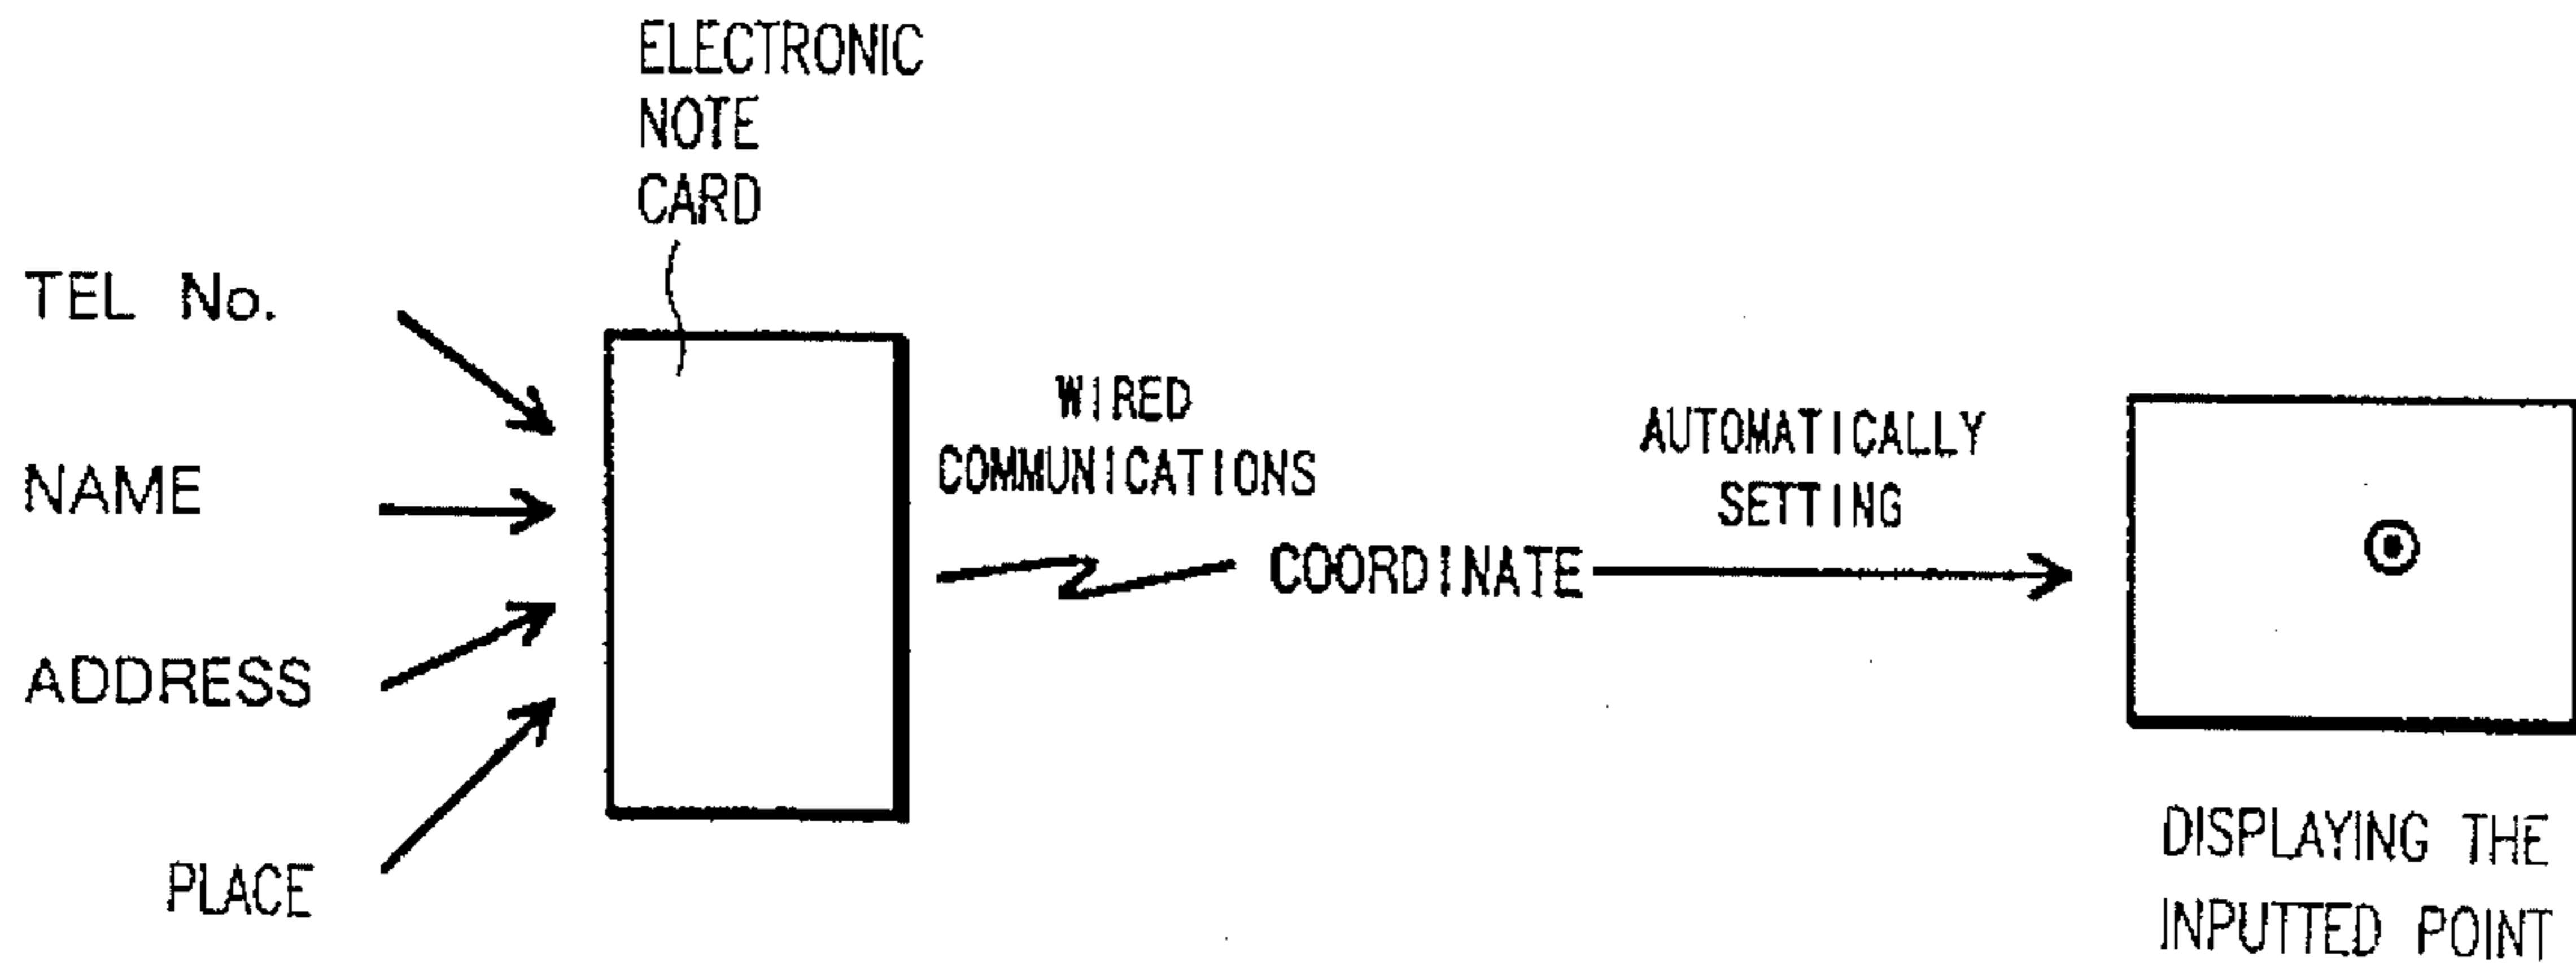 ELECTRONIC
NOTE
CARD
TEL No.
NAME
ADDRESS
PLACE
WIRED
COMMUNICATIONS
COORDINATE
AUTOMATICALLY
SETTING
DISPLAYING THE
INPUTTED POINT